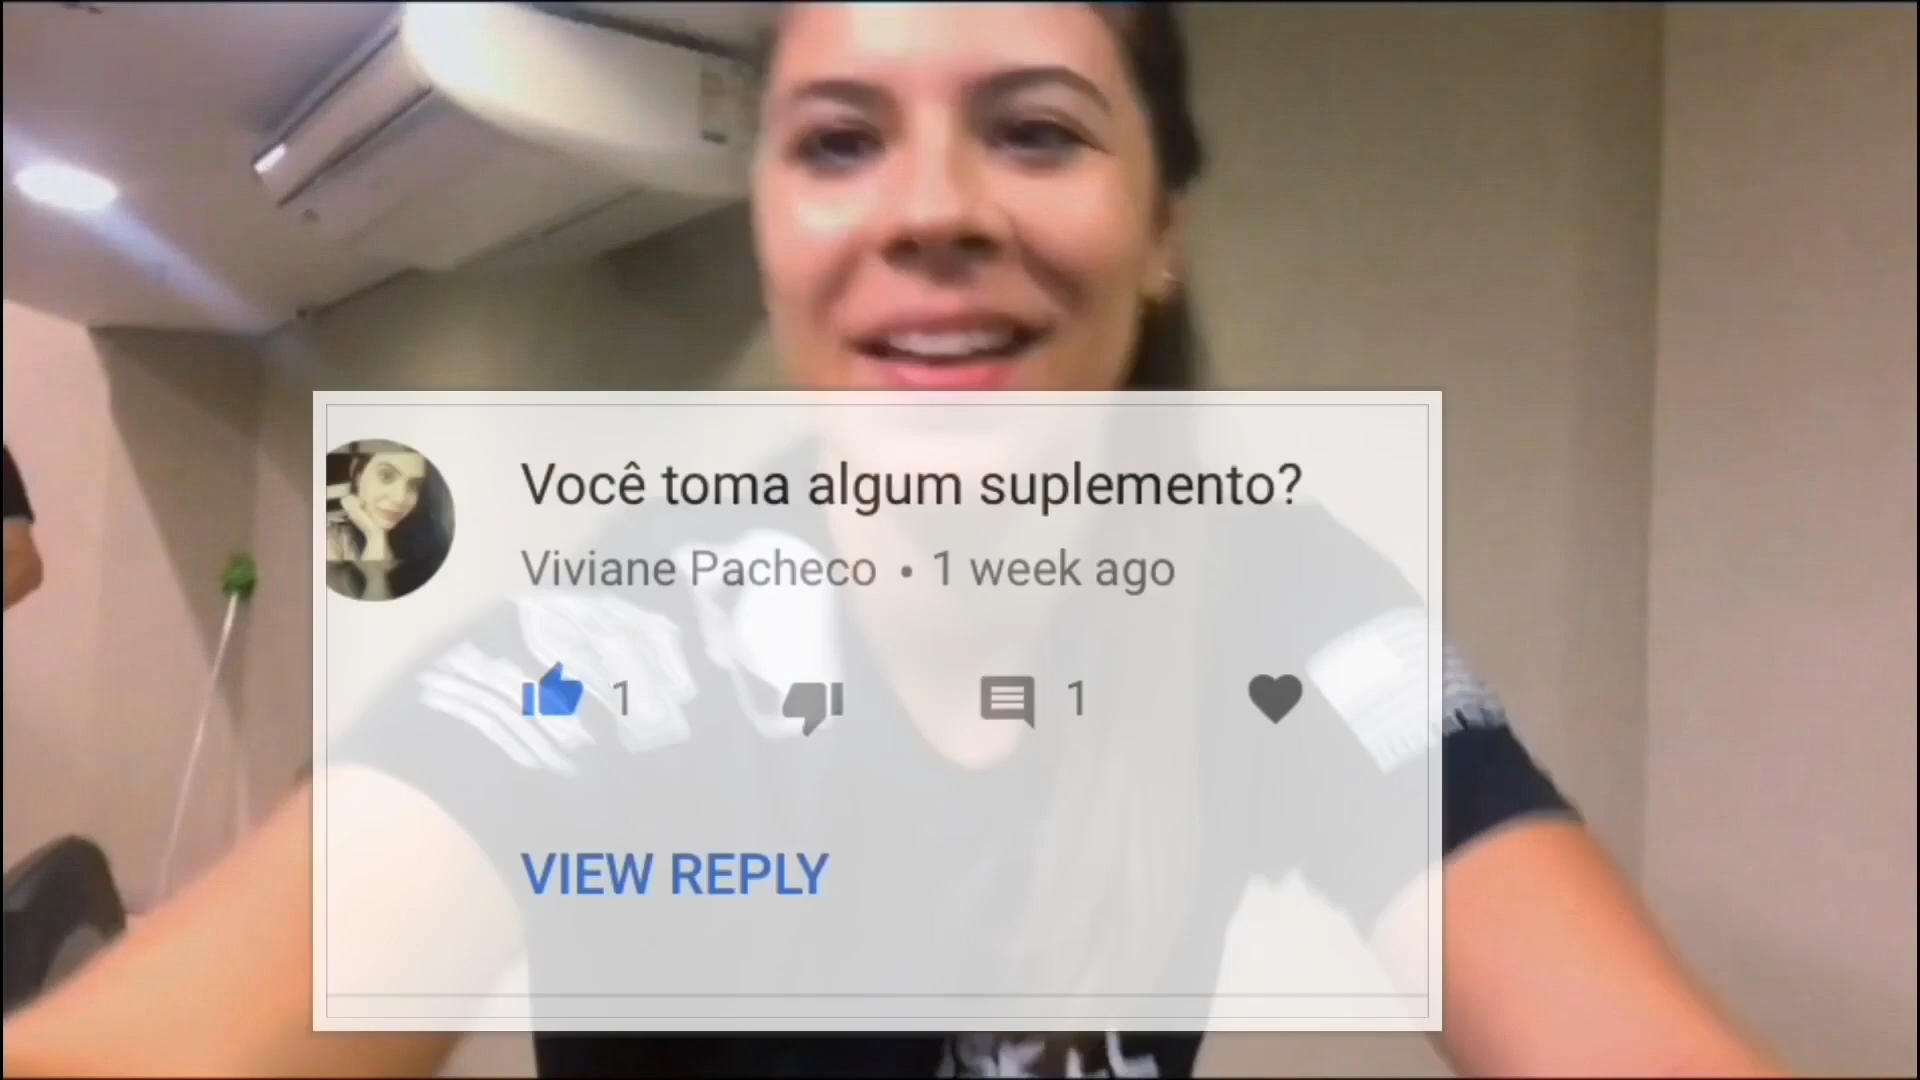 Você toma algum suplemento?
Viviane Pacheco • 1 week ago
1 1
VIEW REPLY